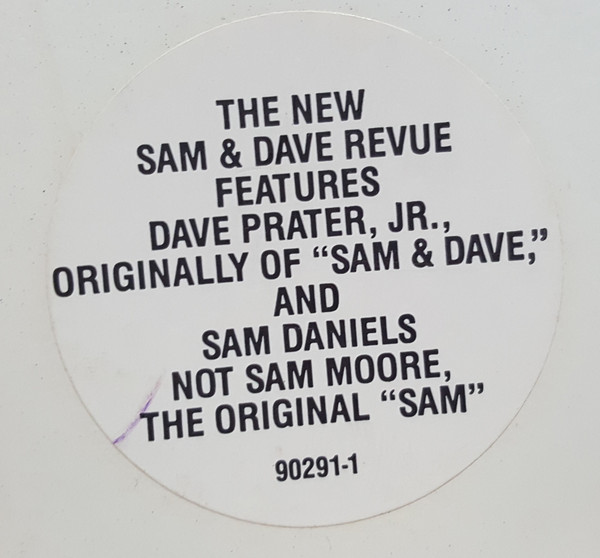 THE NEW
SAM & DAVE REVUE
FEATURES
DAVE PRATER, JR.,
ORIGINALLY OF “SAM & DAVE,”
AND
SAM DANIELS
NOT SAM MOORE,
THE ORIGINAL “SAM”
90291-1